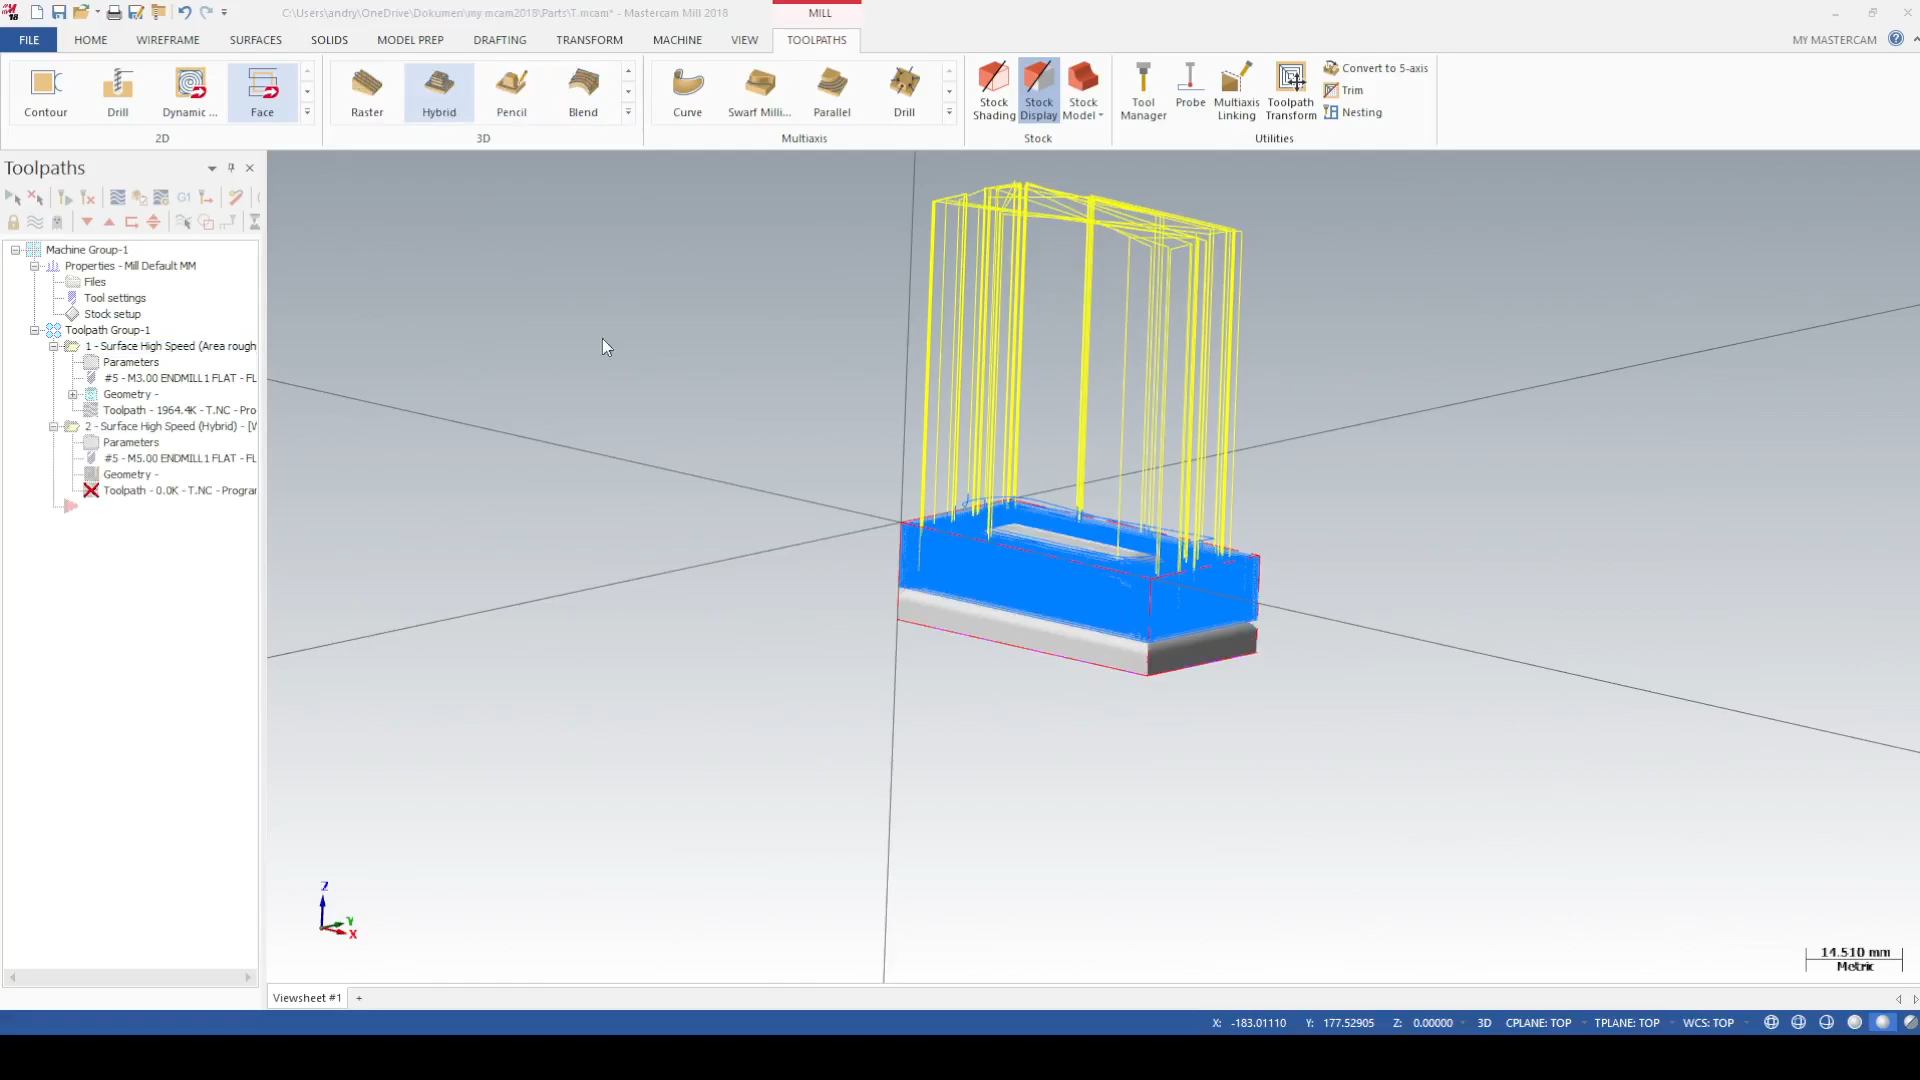 C:\Users\andry\OneDrive\Dokumen\my mcam2018\Parts\T.mcam* - Mastercam Mill 2018
MILL
FILE
HOME
WIREFRAME
SURFACES
SOLIDS
MODEL PREP
DRAFTING
TRANSFORM
MACHINE
VIEW
TOOLPATHS
MY MASTERCAM
Contour
Drill
Dynamic ...
Face
2D
Raster
Hybrid
Pencil
Blend
3D
Curve
Swarf Milli...
Parallel
Drill
Multiaxis
Stock
Shading
Stock
Display
Stock
Model
Stock
Tool
Manager
Probe
Multiaxis
Linking
Toolpath
Transform
Convert to 5-axis
Trim
Nesting
Utilities
Toolpaths
G1
Machine Group-1
Properties - Mill Default MM
Files
Tool settings
Stock setup
Toolpath Group-1
1 - Surface High Speed (Area rough
Parameters
#5 - M3.00 ENDMILL1 FLAT - FL
Geometry -
Toolpath - 1964.4K - T.NC - Pro
2 - Surface High Speed (Hybrid) - [W
Parameters
#5 - M5.00 ENDMILL1 FLAT - FL
Geometry -
Toolpath - 0.0K - T.NC - Prograr
Z
Y
X
14.510 mm
Metric
Viewsheet #1
+
X: -183.01110 Y: 177.52905 Z: 0.00000 3D CPLANE: TOP TPLANE: TOP WCS: TOP